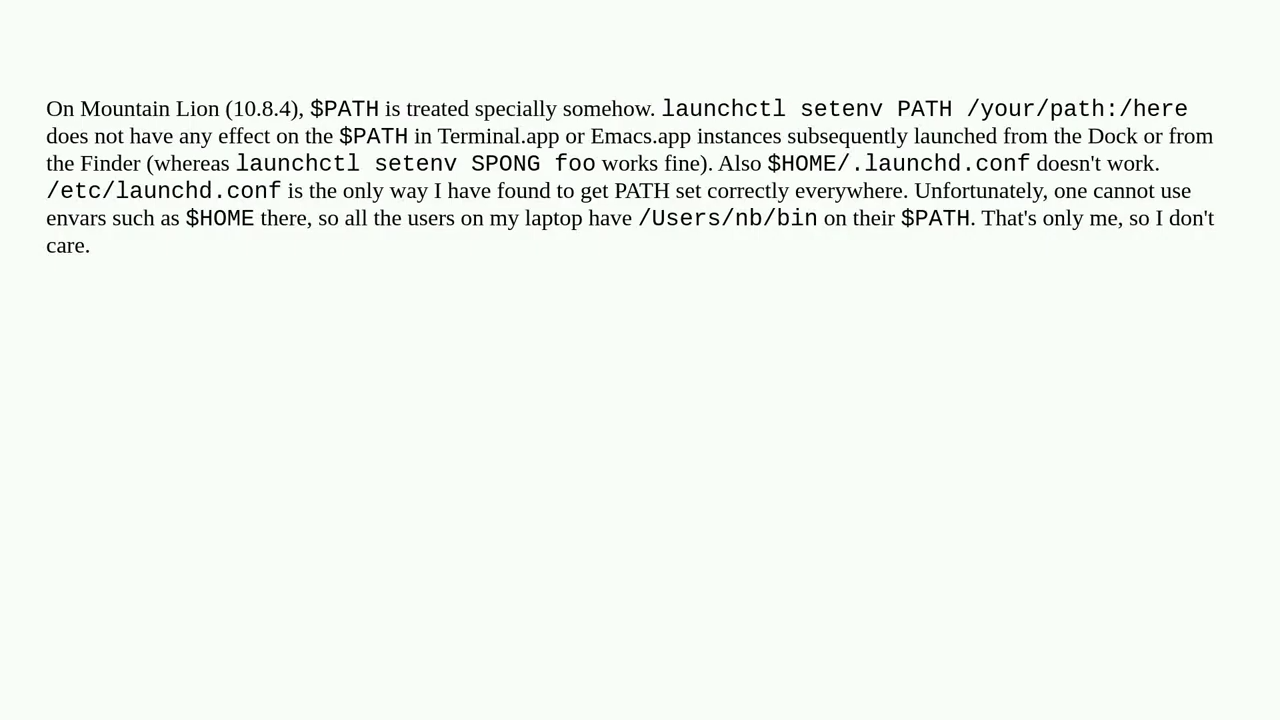 On Mountain Lion (10.8.4), $PATH is treated specially somehow. launchctl setenv PATH /your/path:/here
does not have any effect on the $PATH in Terminal.app or Emacs.app instances subsequently launched from the Dock or from
the Finder (whereas launchctl setenv SPONG foo works fine). Also $HOME/.launchd.conf doesn't work.
/etc/launchd.conf is the only way I have found to get PATH set correctly everywhere. Unfortunately, one cannot use
envars such as $HOME there, so all the users on my laptop have /Users/nb/bin on their $PATH. That's only me, so I don't
care.